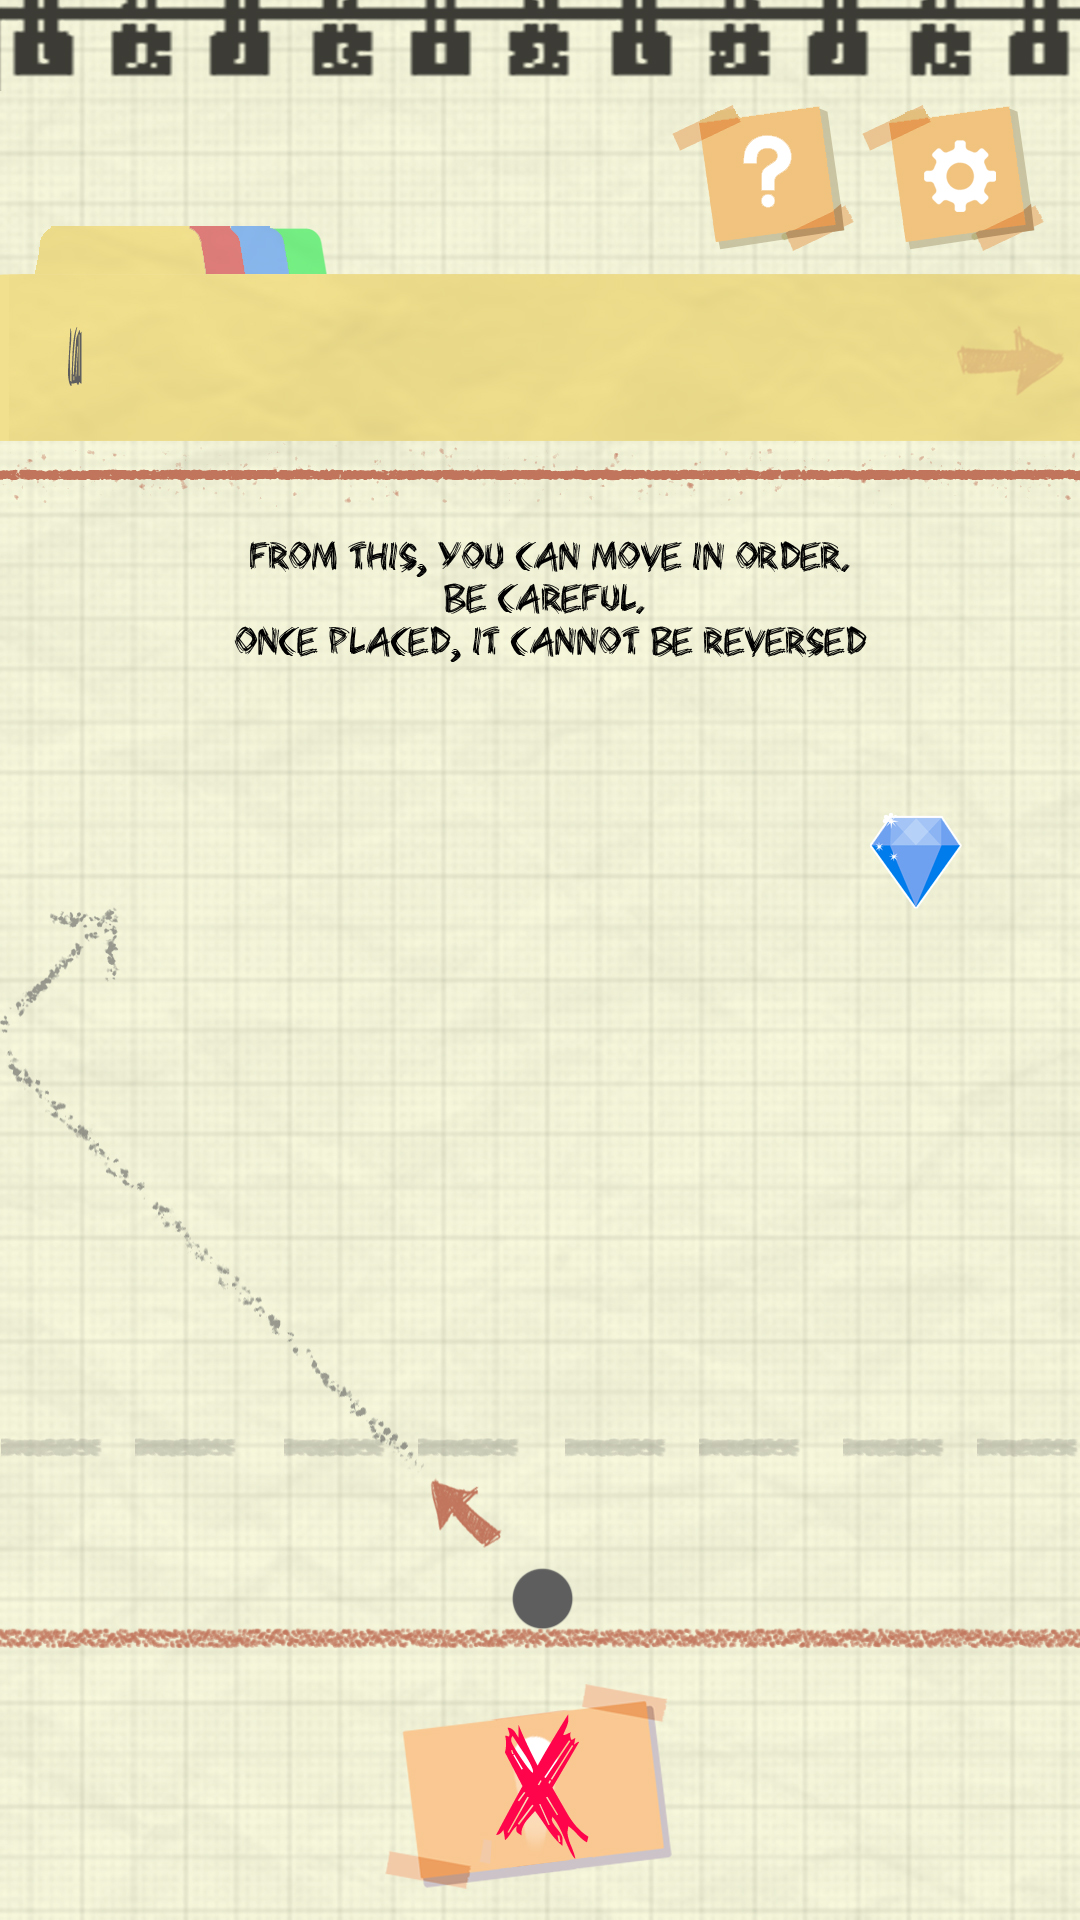 ?
FROM THIS, YOU CAN MOVE IN ORDER.
BE CAREFUL.
ONCE PLACED, IT CANNOT BE REVERSED